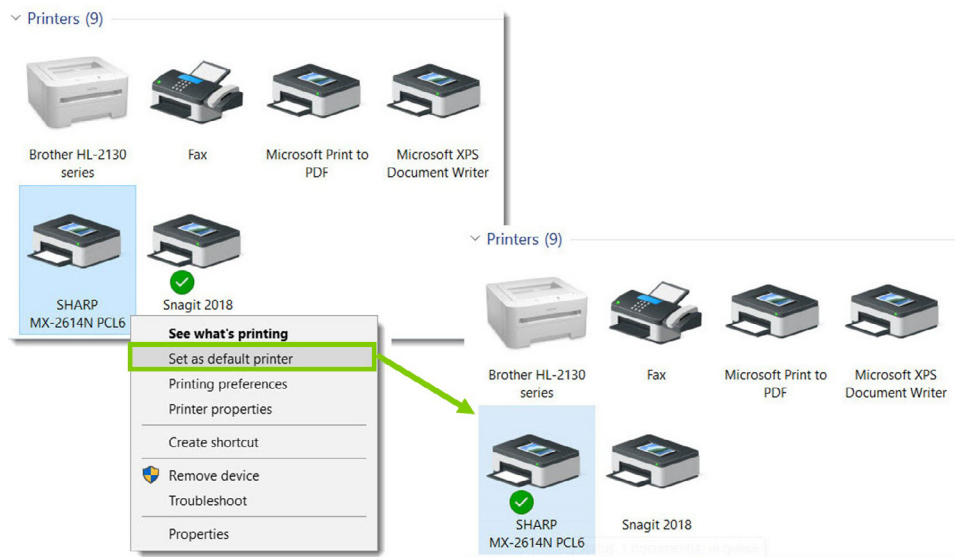 Printers (9)
Brother HL-2130
series
Fax
Microsoft Print to
PDF
Microsoft XPS
Document Writer
SHARP
MX-2614N PCL6
Snagit 2018
See what's printing
Set as default printer
Printing preferences
Printer properties
Create shortcut
Remove device
Troubleshoot
Properties
Printers (9)
Brother HL-2130
series
Fax
Microsoft Print to
PDF
Microsoft XPS
Document Writer
SHARP
MX-2614N PCL6
Snagit 2018